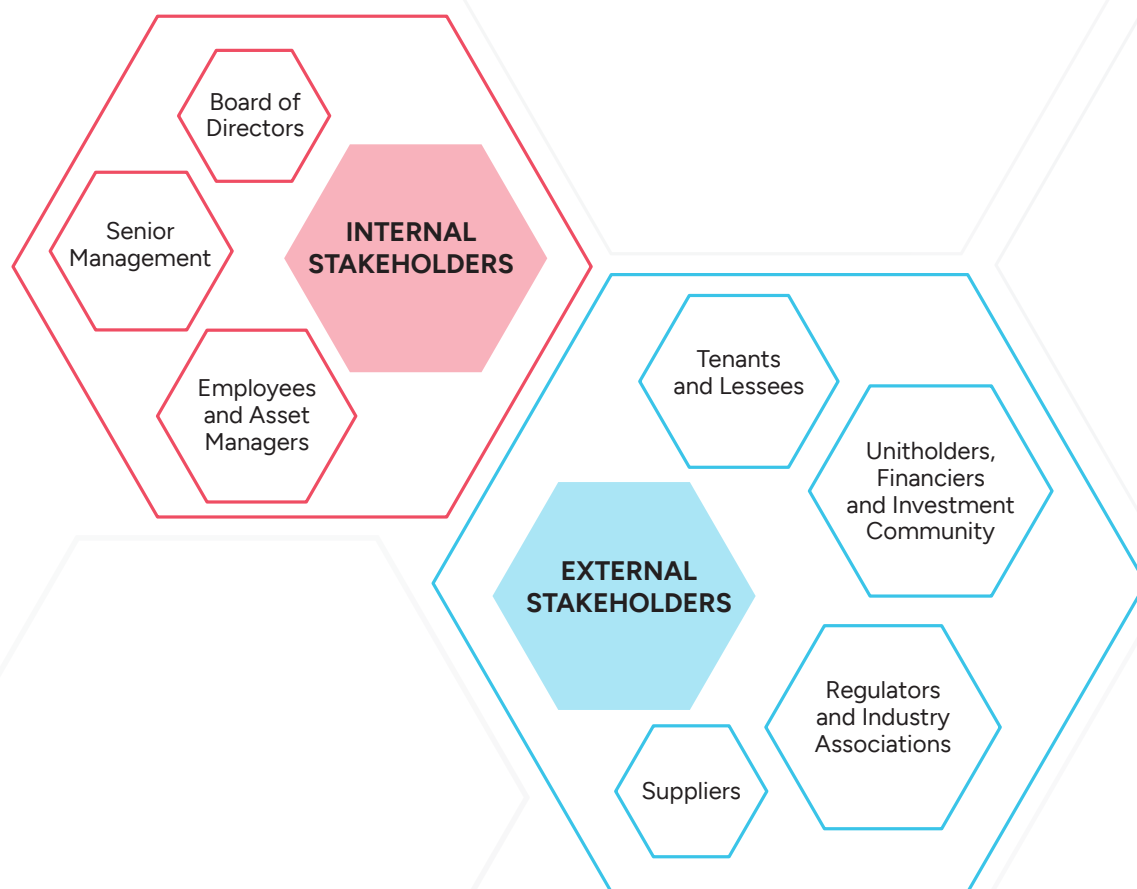 Board of
Directors
Senior
Management
INTERNAL
STAKEHOLDERS
Employees
and Asset
Managers
Tenants
and Lessees
Unitholders,
Financiers
and Investment
Community
EXTERNAL
STAKEHOLDERS
Regulators
and Industry
Associations
Suppliers